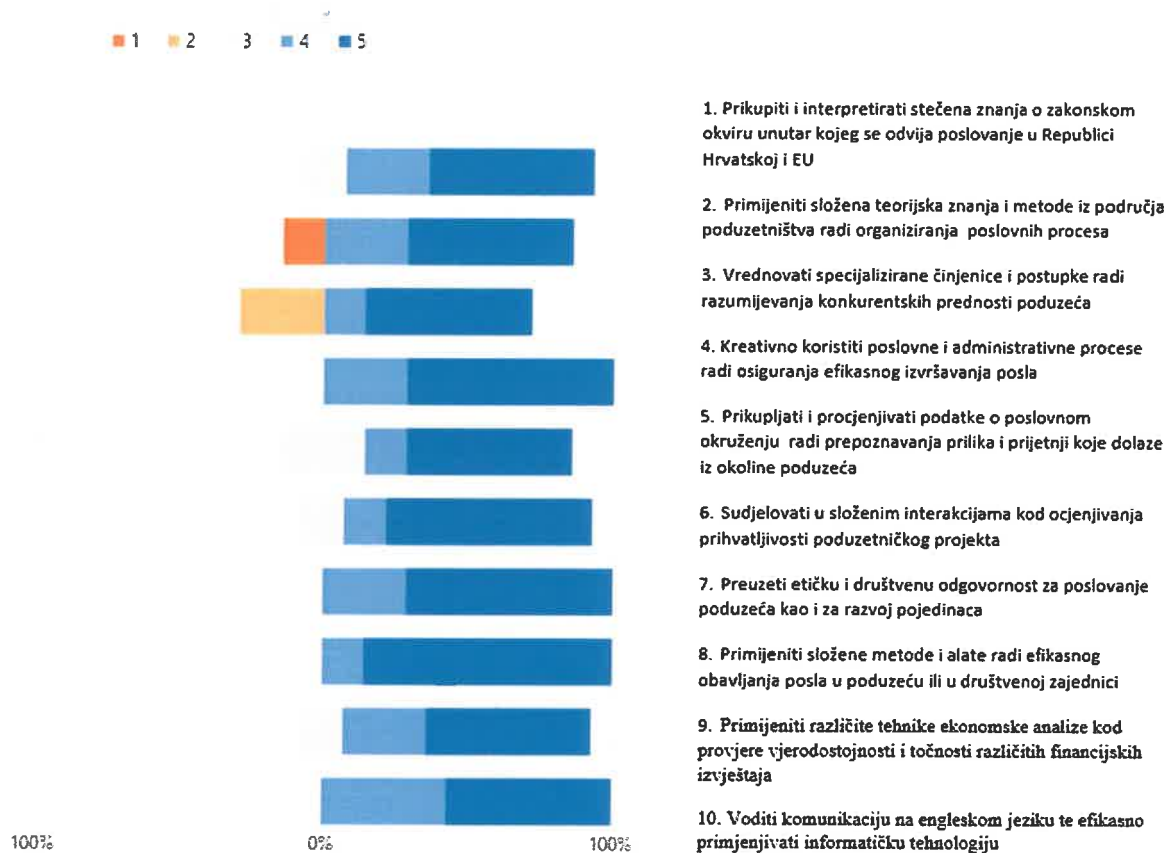 1 2 3 4 5
1. Prikupiti i interpretirati stečena znanja o zakonskom
okviru unutar kojeg se odvija poslovanje u Republici
Hrvatskoj i EU
2. Primijeniti složena teorijska znanja i metode iz područja
poduzetništva radi organiziranja poslovnih procesa
3. Vrednovati specijalizirane činjenice i postupke radi
razumijevanja konkurentskih prednosti poduzeća
4. Kreativno koristiti poslovne i administrativne procese
radi osiguranja efikasnog izvršavanja posla
5. Prikupljati i procjenjivati podatke o poslovnom
okruženju radi prepoznavanja prilika i prijetnji koje dolaze
iz okoline poduzeća
6. Sudjelovati u složenim interakcijama kod ocjenjivanja
prihvatljivosti poduzetničkog projekta
7. Preuzeti etičku i društvenu odgovornost za poslovanje
poduzeća kao i za razvoj pojedinaca
8. Primijeniti složene metode i alate radi efikasnog
obavljanja posla u poduzeću ili u društvenoj zajednici
9. Primijeniti različite tehnike ekonomske analize kod
provjere vjerodostojnosti i točnosti različitih financijskih
izvještaja
10. Voditi komunikaciju na engleskom jeziku te efikasno
primjenjivati informatičku tehnologiju
100% 0% 100%